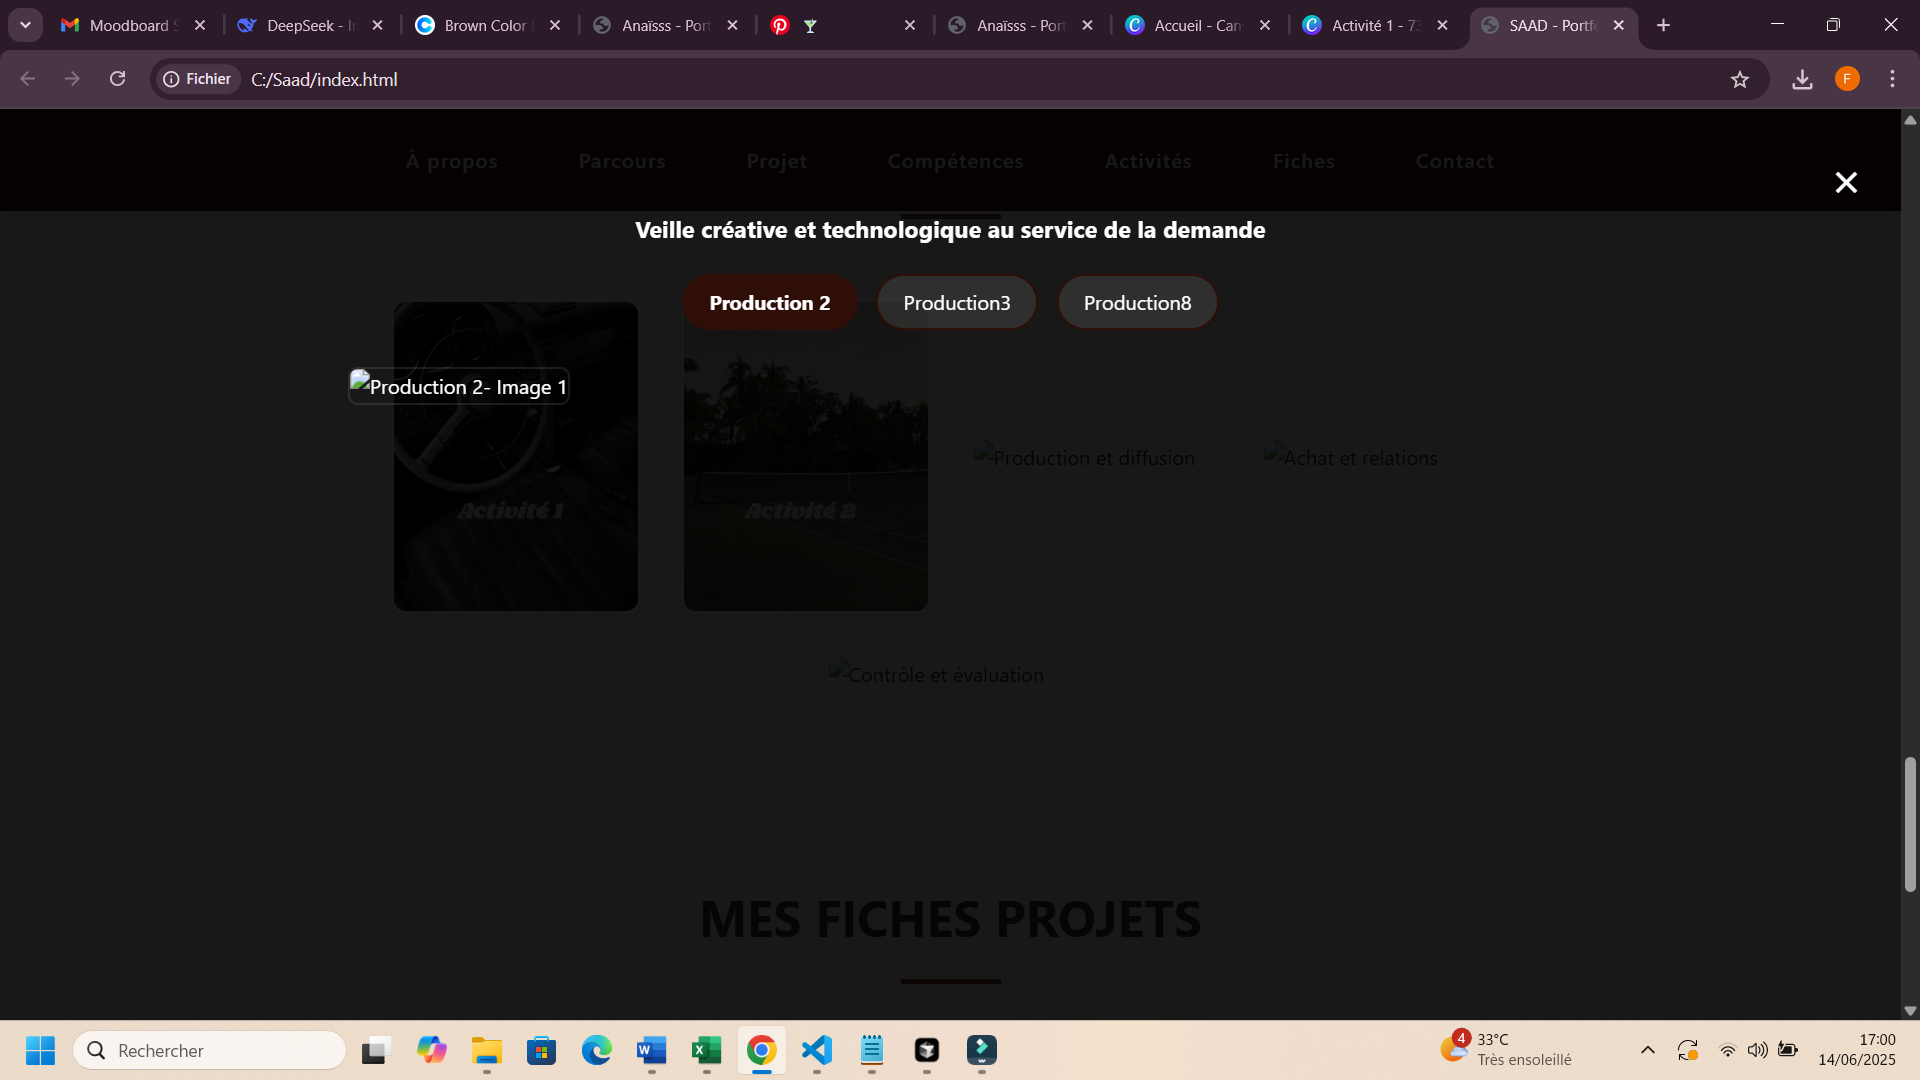 Moodboard S
DeepSeek - In
Brown Color
Anaïsss - Port
Anaïsss - Port
Accueil - Can
Activité 1 - 73
SAAD - Portfo
Fichier
C:/Saad/index.html
F
À propos
Parcours
Projet
Compétences
Activités
Fiches
Contact
Veille créative et technologique au service de la demande
Production 2
Production3
Production8
Production 2- Image 1
Production et diffusion
Achat et relations
Activité 1
Activité 2
Contrôle et évaluation
MES FICHES PROJETS
Rechercher
4
33°C
Très ensoleillé
17:00
14/06/2025